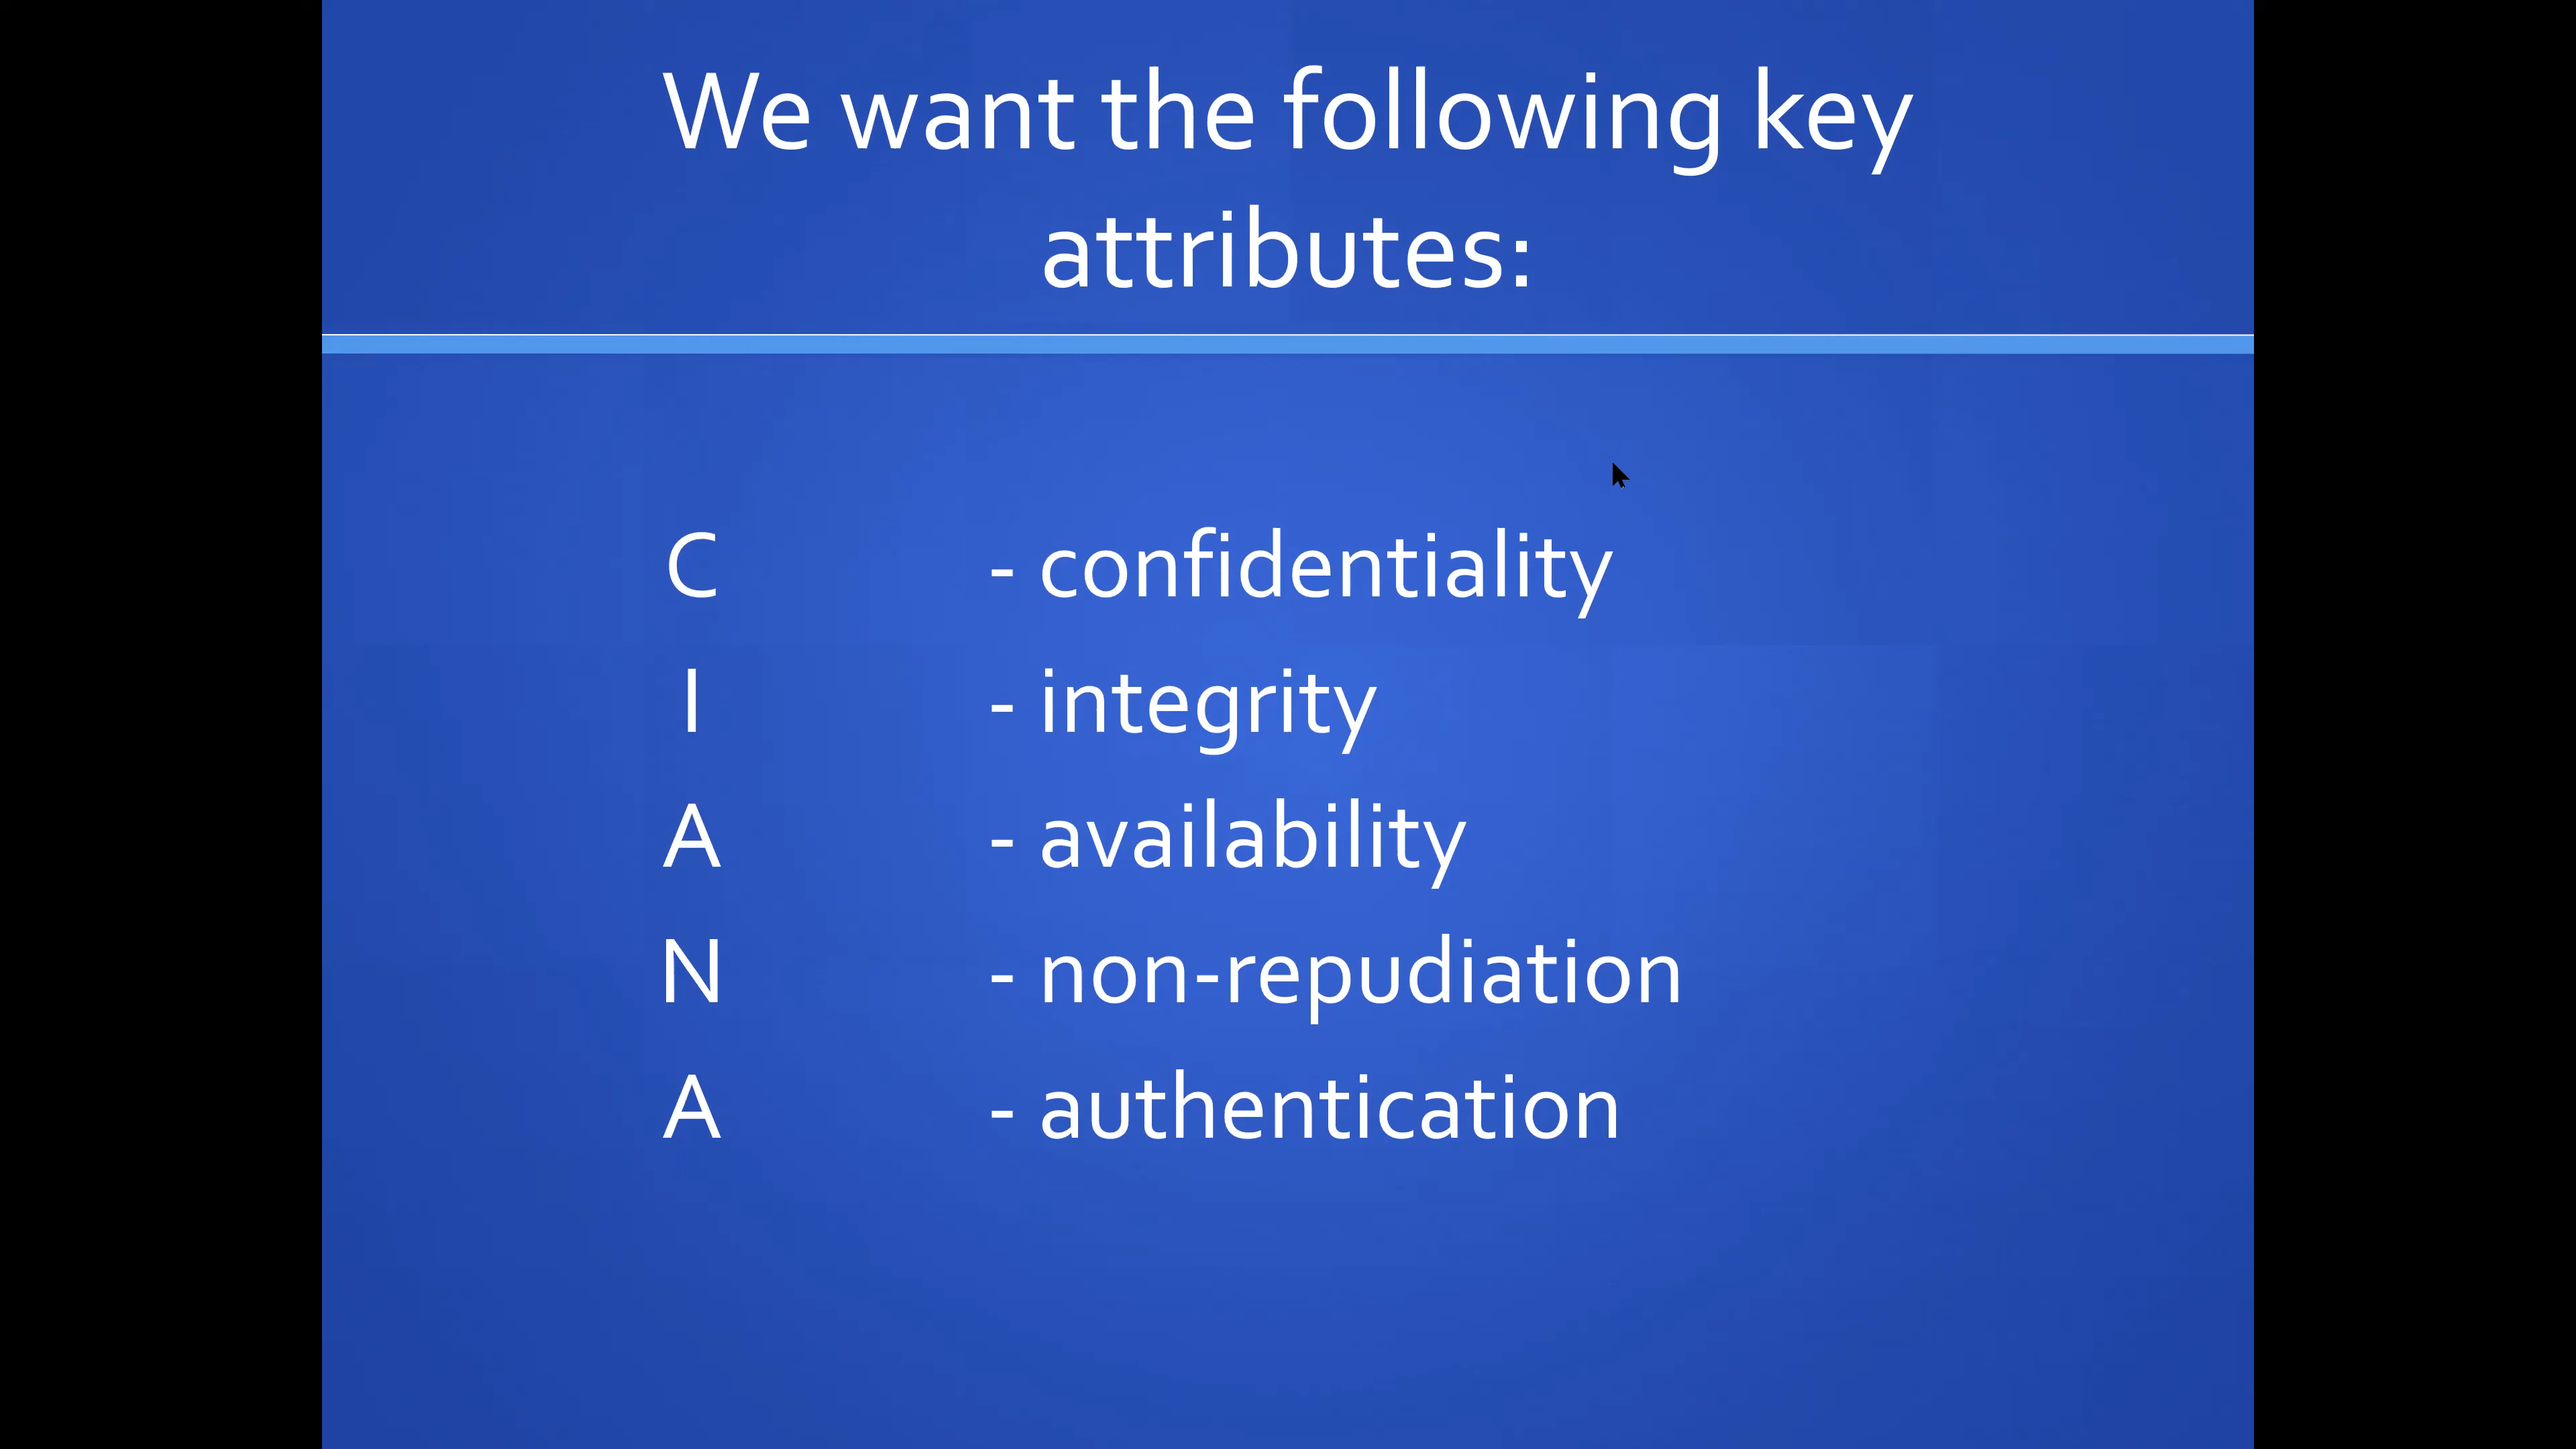 We want the following key
attributes:
C - confidentiality
I - integrity
A - availability
N - non-repudiation
A - authentication